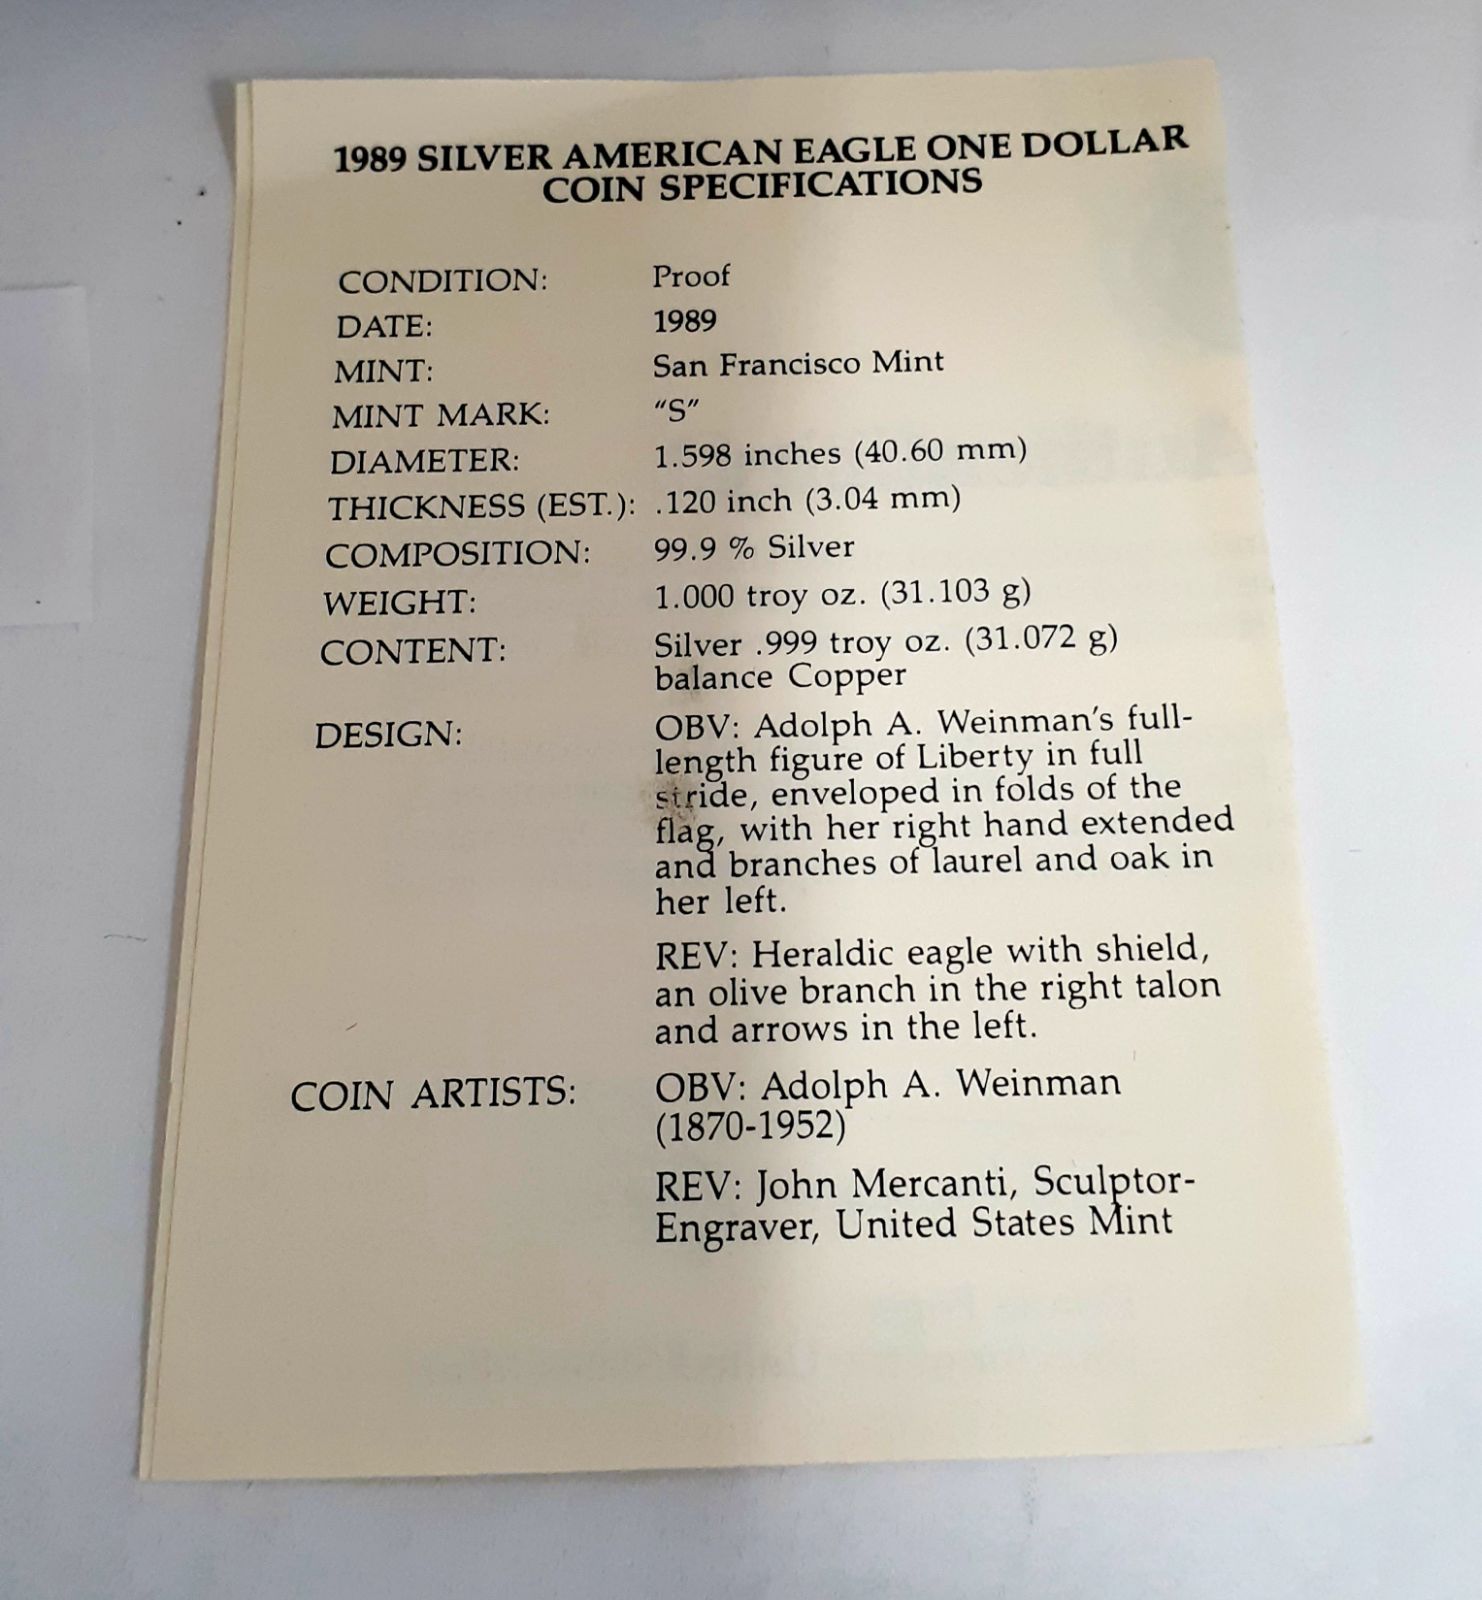 1989 SILVER AMERICAN EAGLE ONE DOLLAR
COIN SPECIFICATIONS
CONDITION: Proof
DATE: 1989
MINT: San Francisco Mint
MINT MARK: “S”
DIAMETER: 1.598 inches (40.60 mm)
THICKNESS (EST.): .120 inch (3.04 mm)
COMPOSITION: 99.9 % Silver
WEIGHT: 1.000 troy oz. (31.103 g)
CONTENT: Silver .999 troy oz. (31.072 g)
balance Copper
DESIGN: OBV: Adolph A. Weinman's full-
length figure of Liberty in full
stride, enveloped in folds of the
flag, with her right hand extended
and branches of laurel and oak in
her left.
REV: Heraldic eagle with shield,
an olive branch in the right talon
and arrows in the left.
COIN ARTISTS: OBV: Adolph A. Weinman
(1870-1952)
REV: John Mercanti, Sculptor-
Engraver, United States Mint